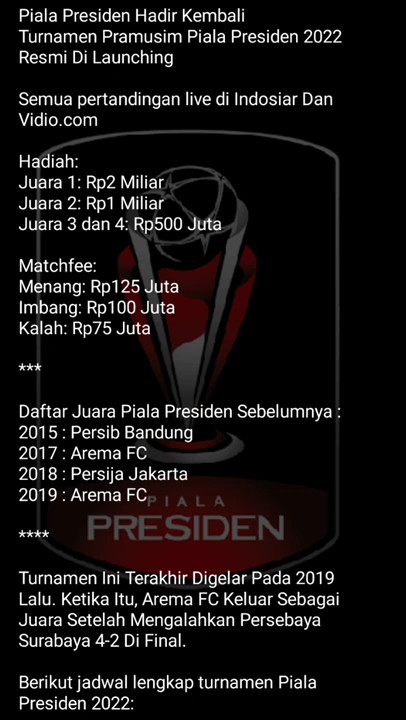 Piala Presiden Hadir Kembali
Turnamen Pramusim Piala Presiden 2022
Resmi Di Launching
Semua pertandingan live di Indosiar Dan
Vidio.com
Hadiah:
Juara 1: Rp2 Miliar
Juara 2: Rp1 Miliar
Juara 3 dan 4: Rp500 Juta
Matchfee:
Menang: Rp125 Juta
Imbang: Rp100 Juta
Kalah: Rp75 Juta
***
Daftar Juara Piala Presiden Sebelumnya :
2015 : Persib Bandung
2017 : Arema FC
2018 : Persija Jakarta
2019 : Arema FC
PIALA
PRESIDEN
****
Turnamen Ini Terakhir Digelar Pada 2019
Lalu. Ketika Itu, Arema FC Keluar Sebagai
Juara Setelah Mengalahkan Persebaya
Surabaya 4-2 Di Final.
Berikut jadwal lengkap turnamen Piala
Presiden 2022: